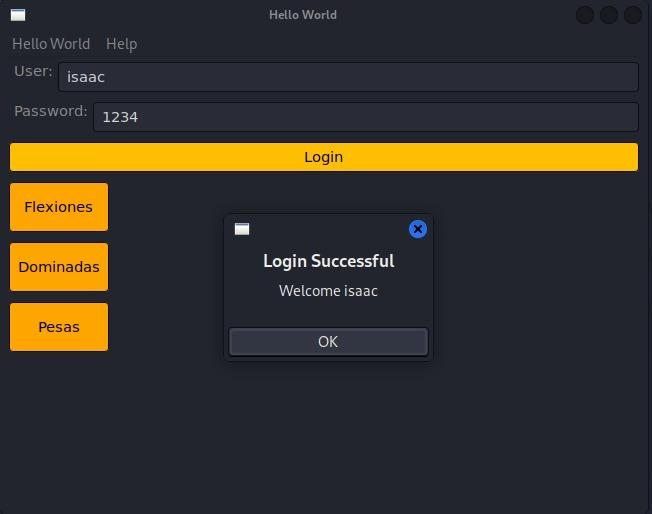 Hello World
Hello World Help
User: isaac
Password: 1234
Login
Flexiones
Dominadas
Pesas
Login Successful
Welcome isaac
OK